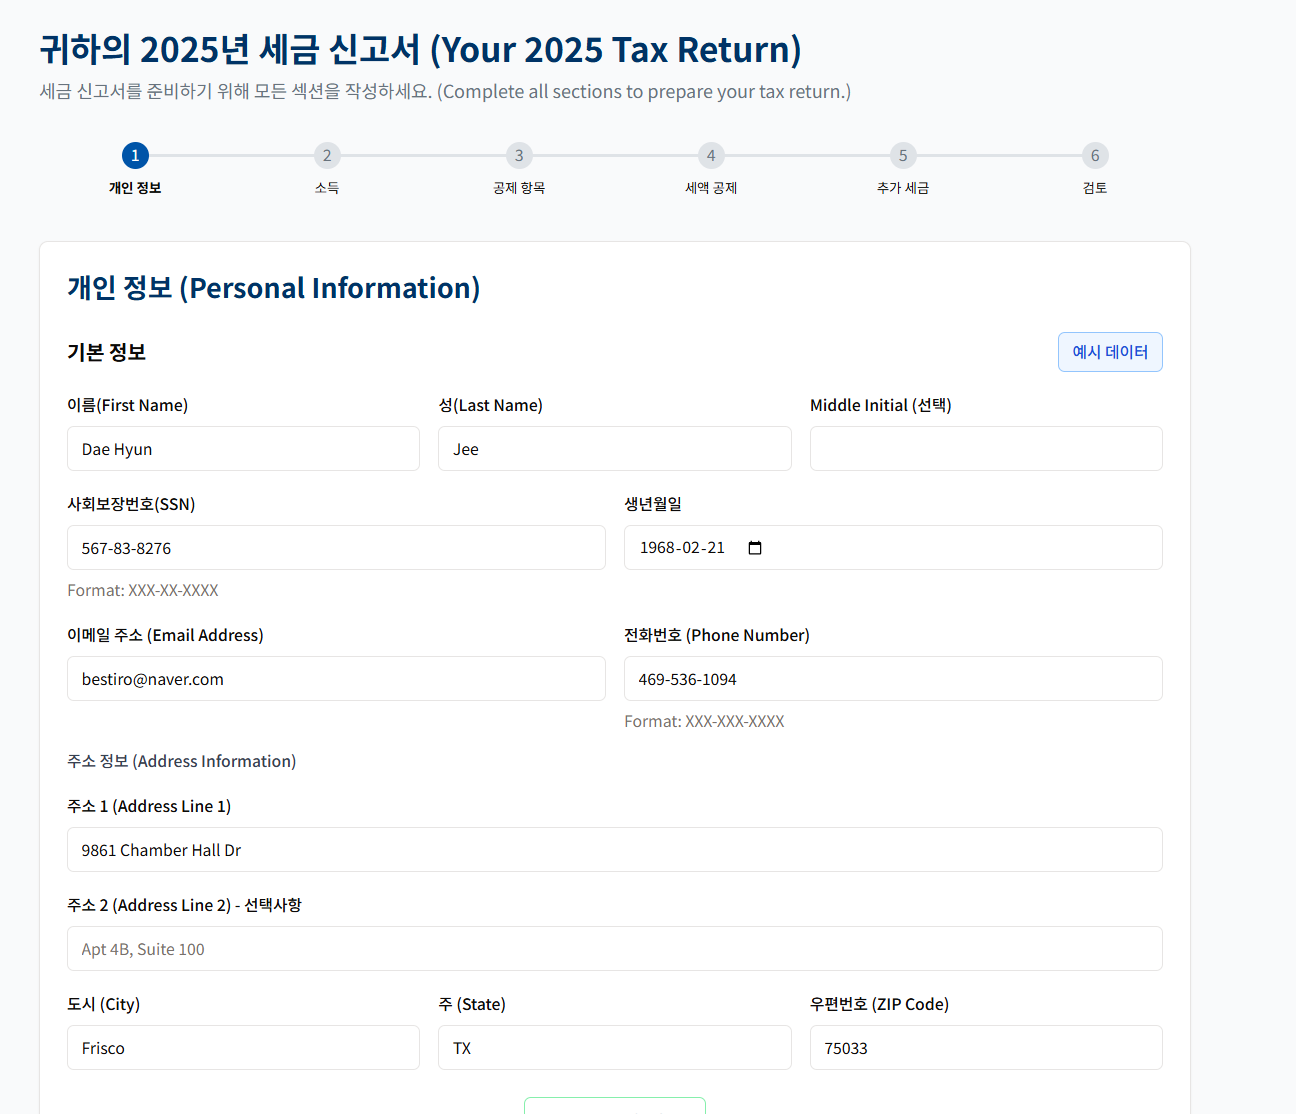 귀하의 2025년 세금 신고서 (Your 2025 Tax Return)
세금 신고서를 준비하기 위해 모든 섹션을 작성하세요. (Complete all sections to prepare your tax return.)
1 2 3 4 5 6
개인 정보 소득 공제 항목 세액 공제 추가 세금 검토
개인 정보 (Personal Information)
기본 정보 예시 데이터
이름(First Name) 성(Last Name) Middle Initial (선택)
Dae Hyun Jee
사회보장번호(SSN) 생년월일
567-83-8276 1968-02-21
Format: XXX-XX-XXXX
이메일 주소 (Email Address) 전화번호 (Phone Number)
bestiro@naver.com 469-536-1094
Format: XXX-XXX-XXXX
주소 정보 (Address Information)
주소 1 (Address Line 1)
9861 Chamber Hall Dr
주소 2 (Address Line 2) - 선택사항
Apt 4B, Suite 100
도시 (City) 주 (State) 우편번호 (ZIP Code)
Frisco TX 75033